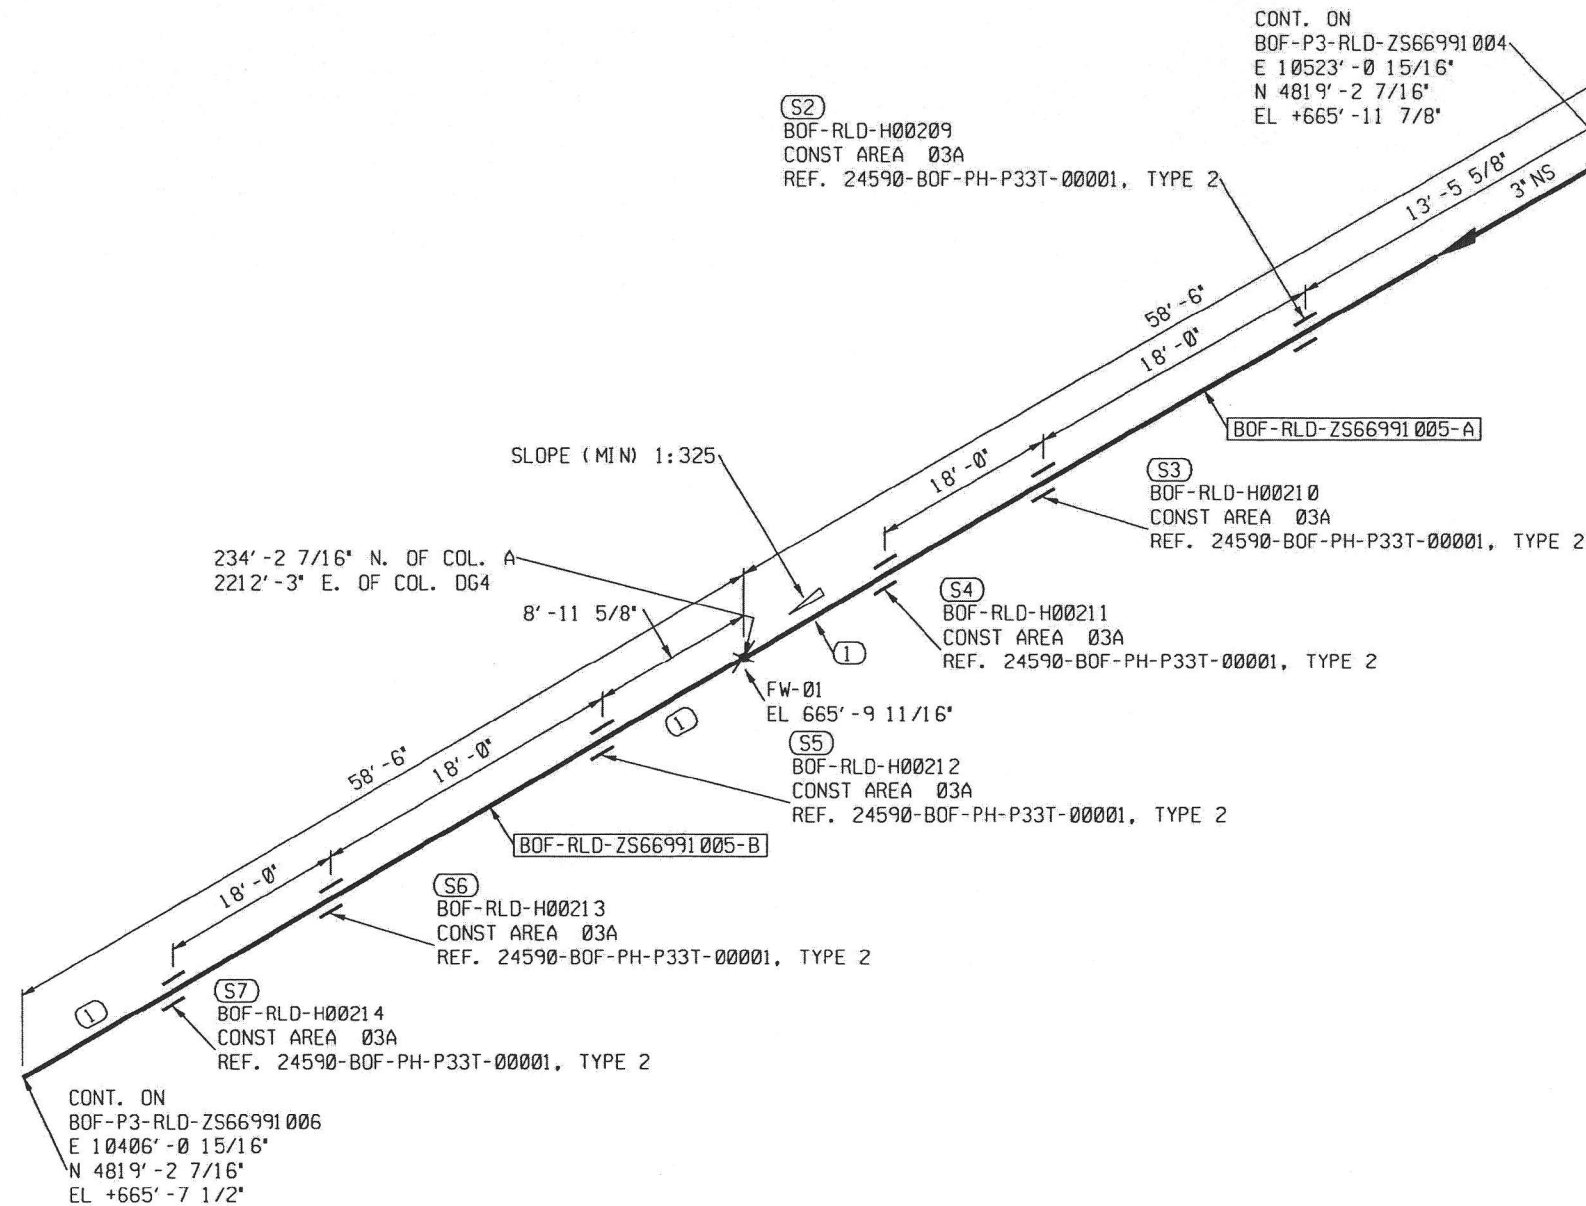 CONT. ON
BOF-P3-RLD-ZS66991004
E 10523'-0 15/16"
N 4819'-2 7/16"
EL +665'-11 7/8"
S2
BOF-RLD-H00209
CONST AREA 03A
REF. 24590-BOF-PH-P33T-00001, TYPE 2
13'-5 5/8"
3"NS
58'-6"
18'-0"
BOF-RLD-ZS66991005-A
SLOPE (MIN) 1:325
18'-0"
S3
BOF-RLD-H00210
CONST AREA 03A
REF. 24590-BOF-PH-P33T-00001, TYPE 2
234'-2 7/16" N. OF COL. A
2212'-3" E. OF COL. DG4
8'-11 5/8"
1
S4
BOF-RLD-H00211
CONST AREA 03A
REF. 24590-BOF-PH-P33T-00001, TYPE 2
FW-01
EL 665'-9 11/16"
1
S5
BOF-RLD-H00212
CONST AREA 03A
REF. 24590-BOF-PH-P33T-00001, TYPE 2
58'-6"
18'-0"
BOF-RLD-ZS66991005-B
18'-0"
S6
BOF-RLD-H00213
CONST AREA 03A
REF. 24590-BOF-PH-P33T-00001, TYPE 2
1
S7
BOF-RLD-H00214
CONST AREA 03A
REF. 24590-BOF-PH-P33T-00001, TYPE 2
CONT. ON
BOF-P3-RLD-ZS66991006
E 10406'-0 15/16"
N 4819'-2 7/16"
EL +665'-7 1/2"